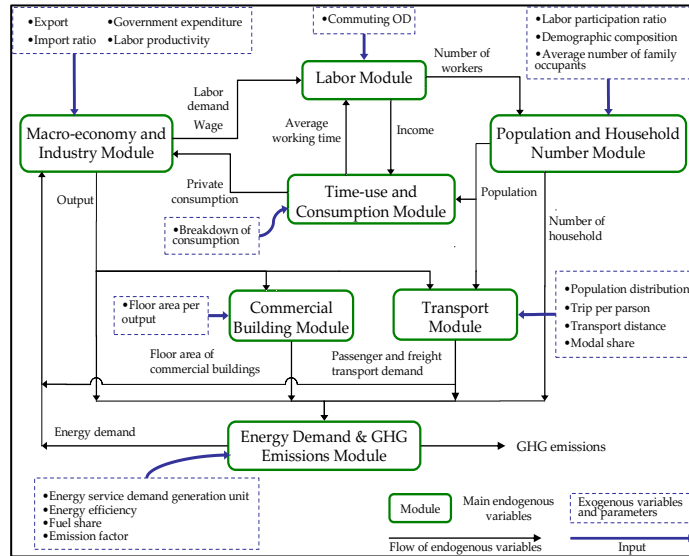 •Export
•Government expenditure
•Import ratio
•Labor productivity
•Commuting OD
•Labor participation ratio
•Demographic composition
•Average number of family
occupants
Labor Module
Number of
workers
Labor
demand
Wage
Average
working time
Income
Macro-economy and
Industry Module
Population and Household
Number Module
Output
Private
consumption
Time-use and
Consumption Module
Population
•Breakdown of
consumption
Number of
household
•Floor area per
output
Commercial
Building Module
Transport
Module
•Population distribution
•Trip per parson
•Transport distance
•Modal share
Floor area of
commercial buildings
Passenger and freight
transport demand
Energy demand
Energy Demand & GHG
Emissions Module
GHG emissions
•Energy service demand generation unit
•Energy efficiency
•Fuel share
•Emission factor
Module
Main endogenous
variables
Exogenous variables
and parameters
Flow of endogenous variables
Input